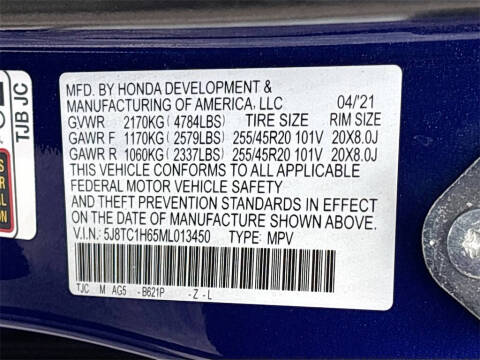 MFD. BY HONDA DEVELOPMENT &
MANUFACTURING OF AMERICA, LLC 04/'21
GVWR 2170KG (4784LBS) TIRE SIZE RIM SIZE
GAWR F 1170KG (2579LBS) 255/45R20 101V 20X8.0J
GAWR R 1060KG (2337LBS) 255/45R20 101V 20X8.0J
THIS VEHICLE CONFORMS TO ALL APPLICABLE
FEDERAL MOTOR VEHICLE SAFETY
AND THEFT PREVENTION STANDARDS IN EFFECT
ON THE DATE OF MANUFACTURE SHOWN ABOVE.
V.I.N.: 5J8TC1H65ML013450 TYPE: MPV
TJC M AG5 -B621P -Z-L
TJB JC